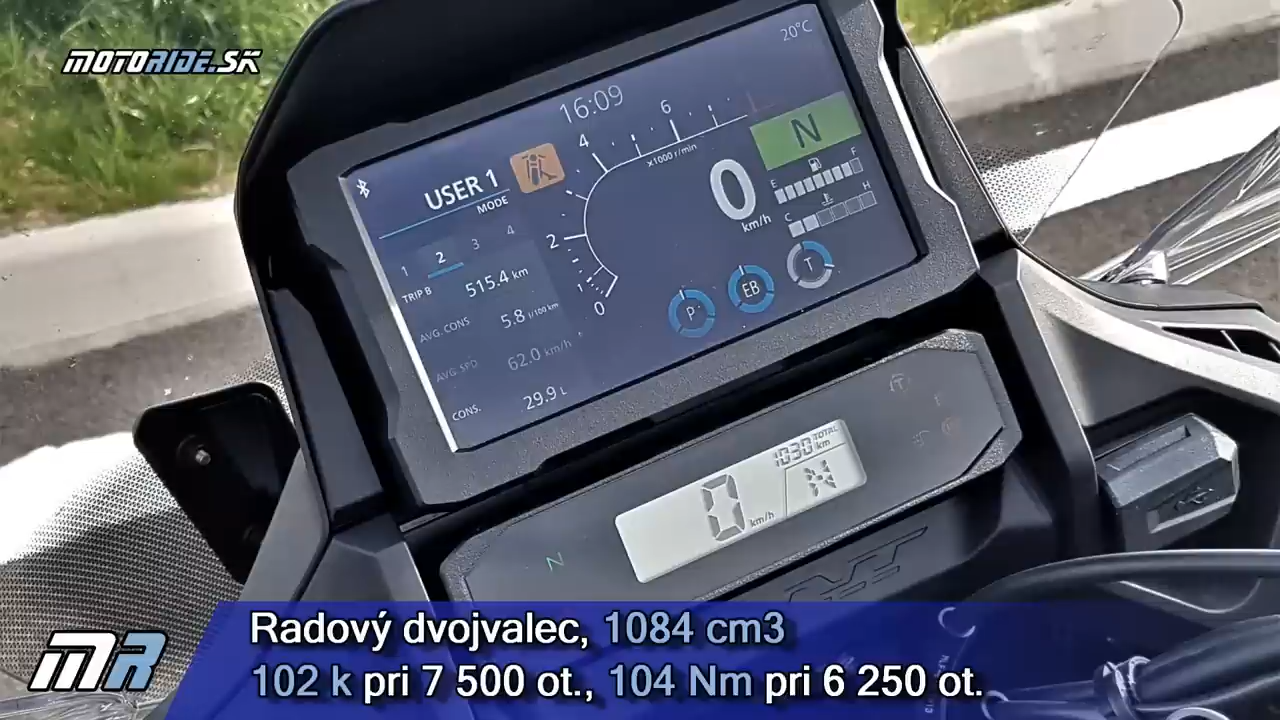 MOTORIDE.SK
20°C
16:09
USER 1
MODE
1 2 3 4
TRIP B 515.4 km
AVG. CONS 5.8 l/100 km
AVG SPD 62.0 km/h
CONS. 29.9 L
0 1 2 4 6
x1000 r/min
N
0
km/h
E F
C H
P EB T
1030 TOTAL km
0 km/h N
N
MR
Radový dvojvalec, 1084 cm3
102 k pri 7 500 ot., 104 Nm pri 6 250 ot.